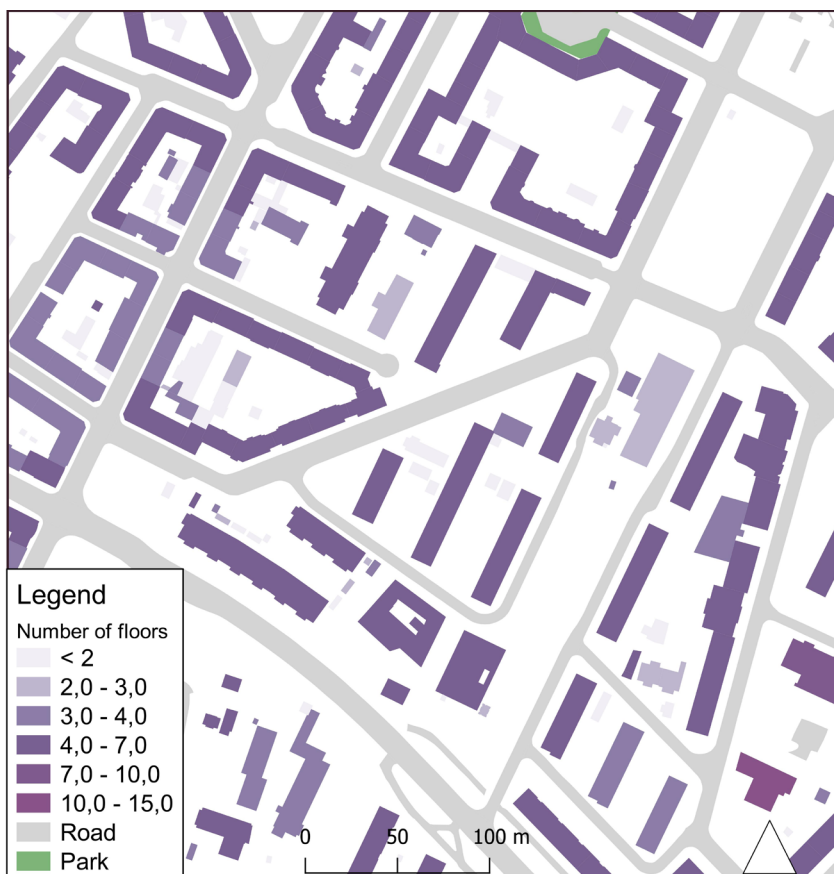 Legend
Number of floors
< 2
2,0 - 3,0
3,0 - 4,0
4,0 - 7,0
7,0 - 10,0
10,0 - 15,0
Road
Park
0 50 100 m